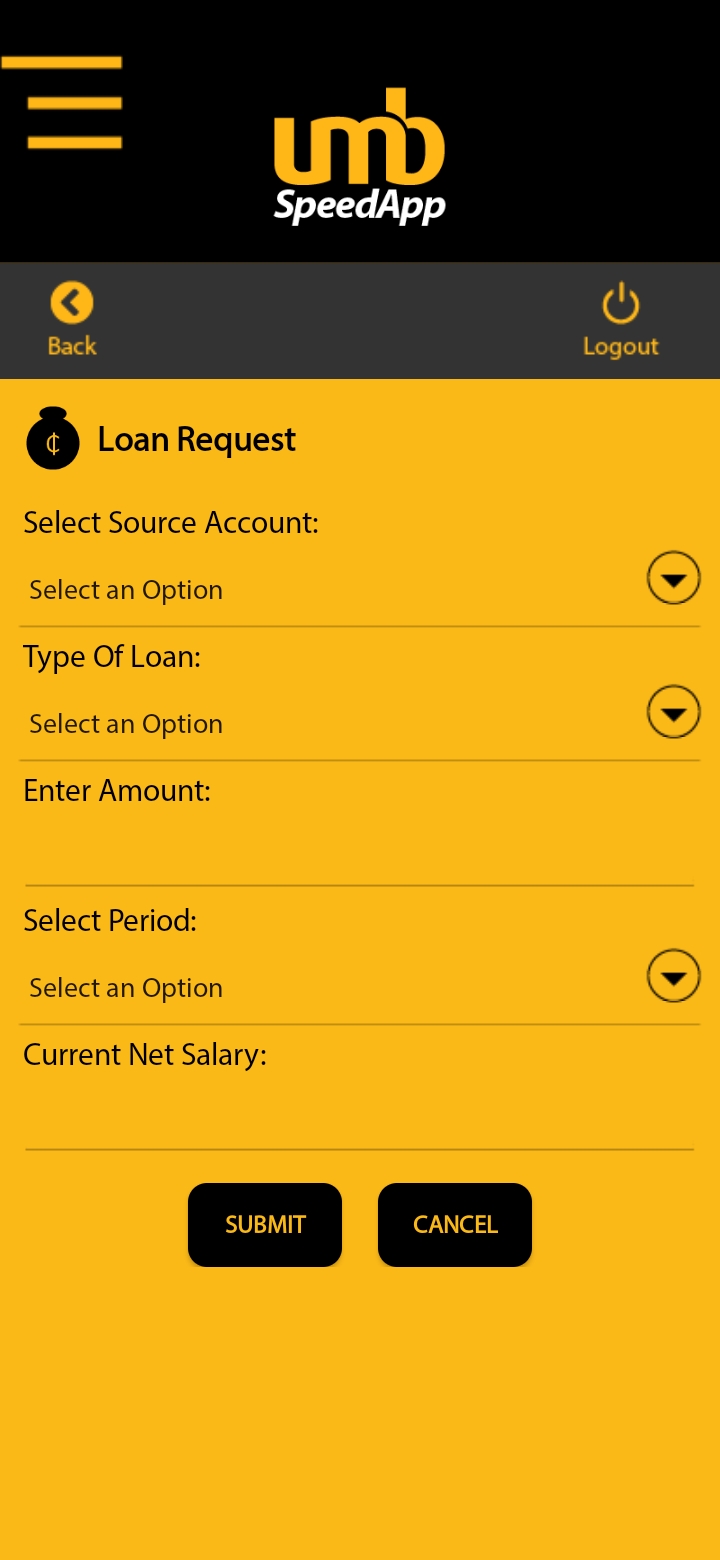 umb
SpeedApp
Back
Logout
¢
Loan Request
Select Source Account:
Select an Option
Type Of Loan:
Select an Option
Enter Amount:
Select Period:
Select an Option
Current Net Salary:
SUBMIT
CANCEL